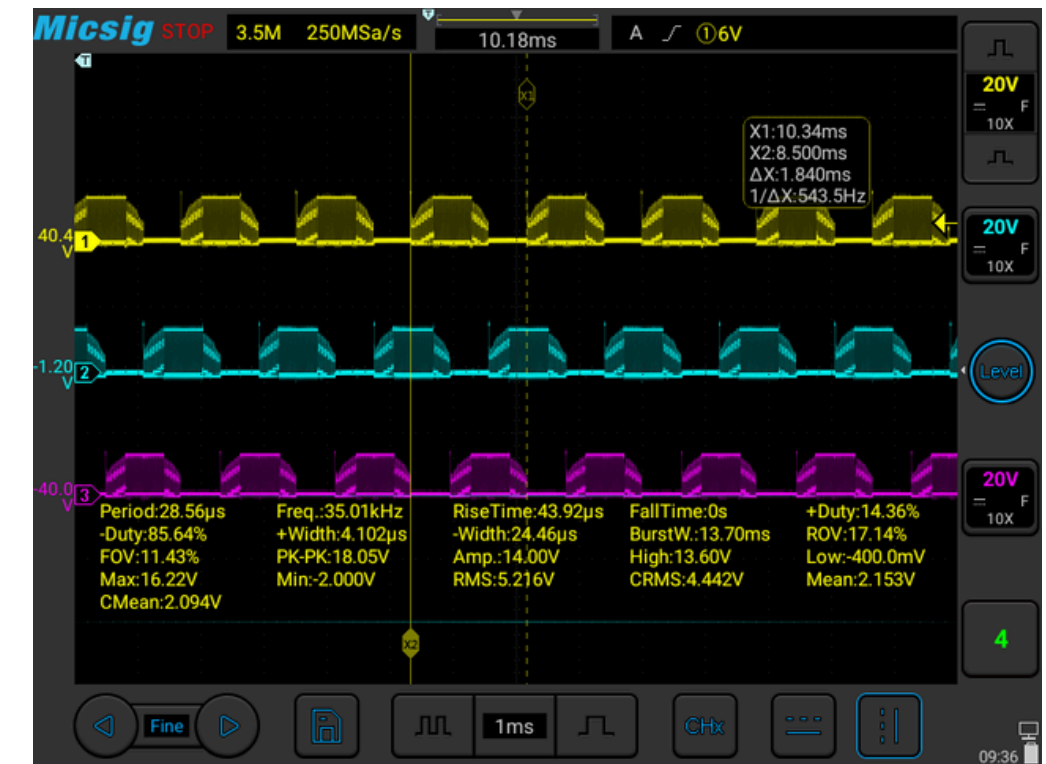 Micsig STOP 3.5M 250MSa/s T 10.18ms A 1 6V
T
X1
20V
F
10X
X1:10.34ms
X2:8.500ms
ΔX:1.840ms
1/ΔX:543.5Hz
40.4
V
1
20V
F
10X
-1.20
V
2
Level
-40.0
V
3
20V
F
10X
Period:28.56µs Freq.:35.01kHz RiseTime:43.92µs FallTime:0s +Duty:14.36%
-Duty:85.64% +Width:4.102µs -Width:24.46µs BurstW.:13.70ms ROV:17.14%
FOV:11.43% PK-PK:18.05V Amp.:14.00V High:13.60V Low:-400.0mV
Max:16.22V Min:-2.000V RMS:5.216V CRMS:4.442V Mean:2.153V
CMean:2.094V
X2
4
Fine 1ms CHx
09:36